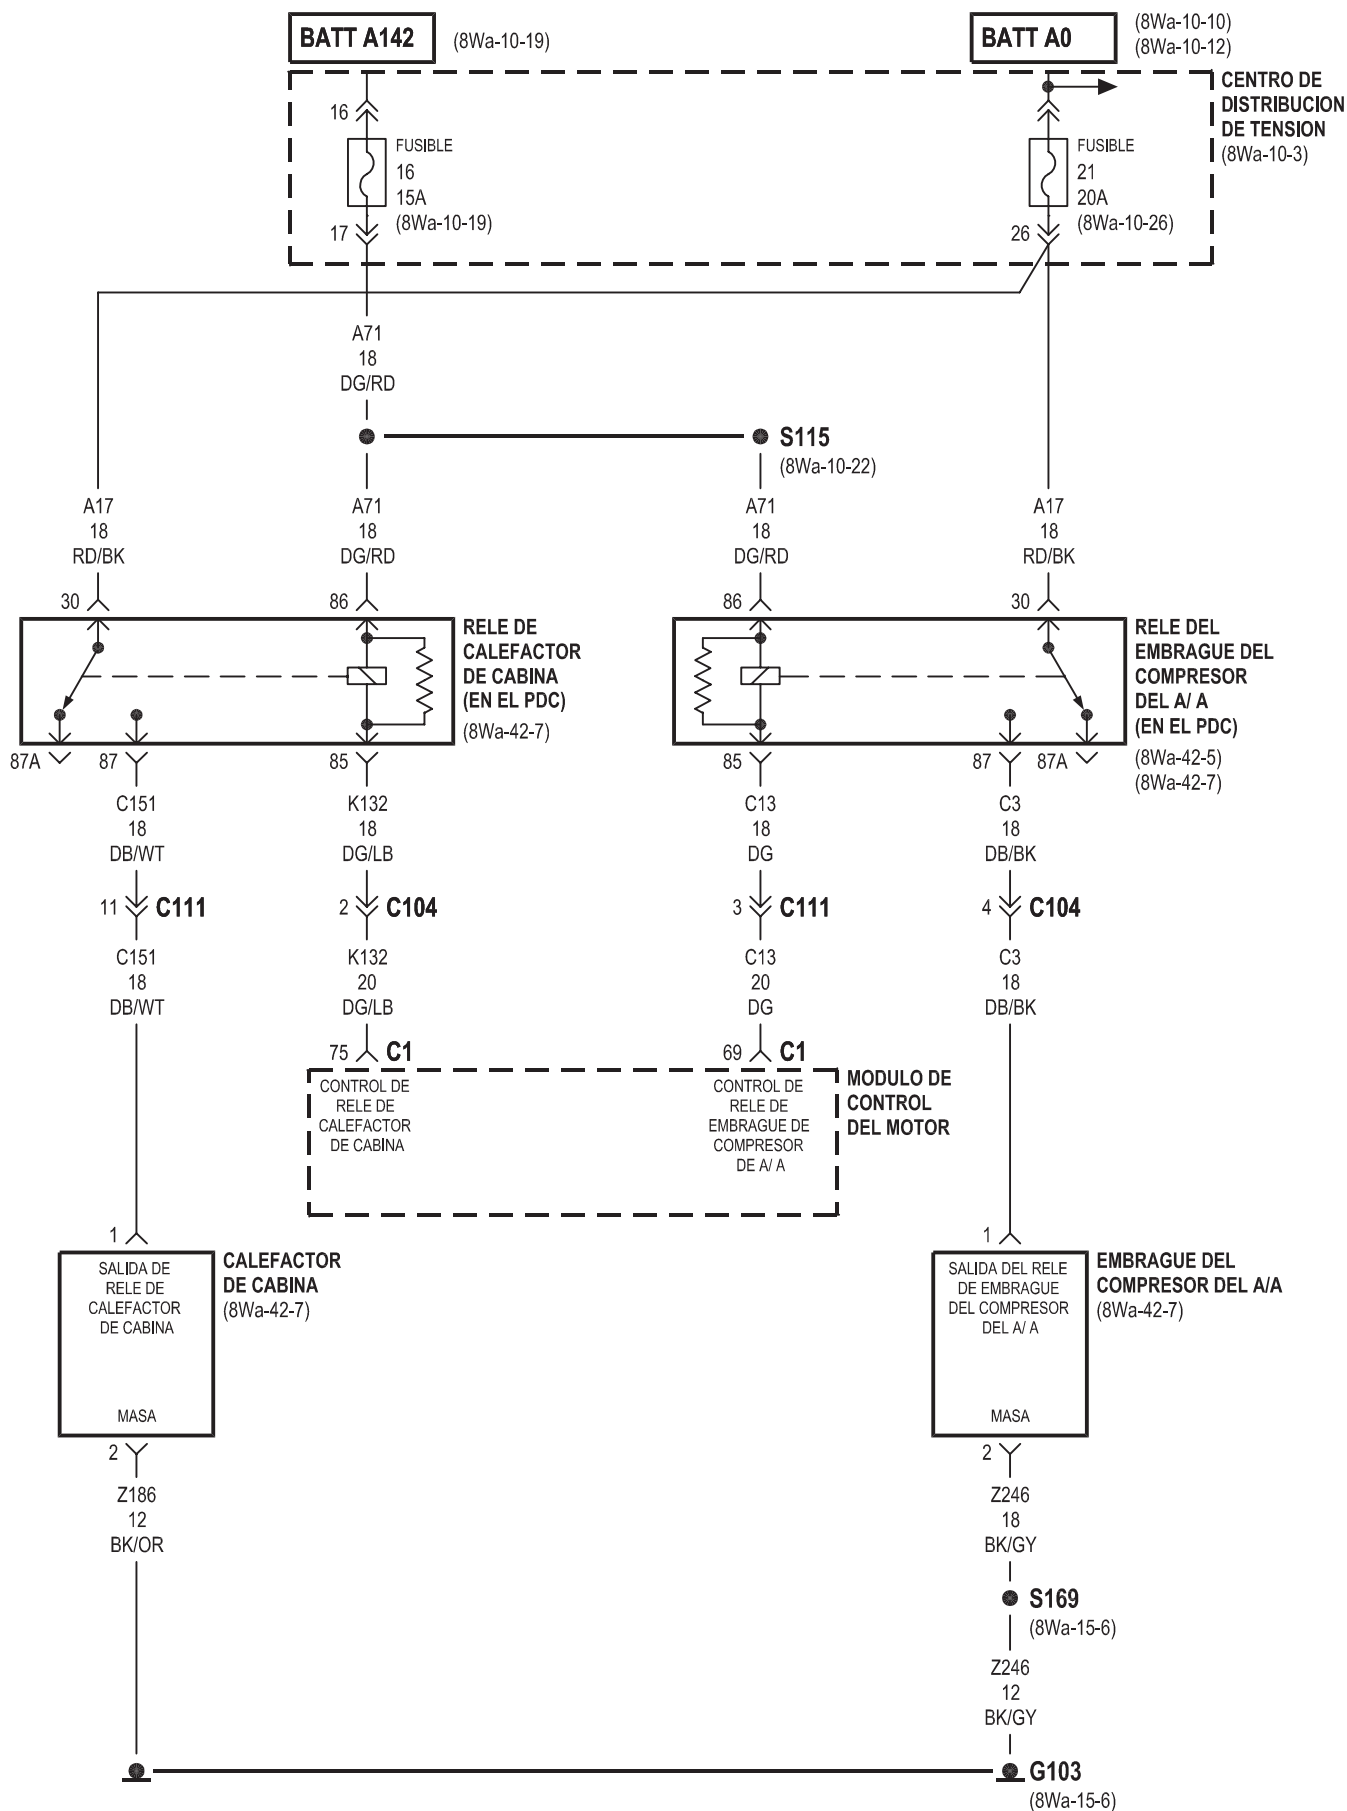 BATT A142
(8Wa-10-19)
BATT A0
(8Wa-10-10)
(8Wa-10-12)
CENTRO DE
DISTRIBUCION
DE TENSION
(8Wa-10-3)
16
FUSIBLE
16
15A
(8Wa-10-19)
17
FUSIBLE
21
20A
(8Wa-10-26)
26
A71
18
DG/RD
S115
(8Wa-10-22)
A17
18
RD/BK
A71
18
DG/RD
A71
18
DG/RD
A17
18
RD/BK
30
86
86
30
RELE DE
CALEFACTOR
DE CABINA
(EN EL PDC)
(8Wa-42-7)
RELE DEL
EMBRAGUE DEL
COMPRESOR
DEL A/ A
(EN EL PDC)
(8Wa-42-5)
(8Wa-42-7)
87A
87
85
85
87
87A
C151
18
DB/WT
K132
18
DG/LB
C13
18
DG
C3
18
DB/BK
11
C111
2
C104
3
C111
4
C104
C151
18
DB/WT
K132
20
DG/LB
C13
20
DG
C3
18
DB/BK
75
C1
69
C1
CONTROL DE
RELE DE
CALEFACTOR
DE CABINA
CONTROL DE
RELE DE
EMBRAGUE DE
COMPRESOR
DE A/ A
MODULO DE
CONTROL
DEL MOTOR
1
SALIDA DE
RELE DE
CALEFACTOR
DE CABINA
MASA
CALEFACTOR
DE CABINA
(8Wa-42-7)
1
SALIDA DEL RELE
DE EMBRAGUE
DEL COMPRESOR
DEL A/ A
MASA
EMBRAGUE DEL
COMPRESOR DEL A/A
(8Wa-42-7)
2
Z186
12
BK/OR
2
Z246
18
BK/GY
S169
(8Wa-15-6)
Z246
12
BK/GY
G103
(8Wa-15-6)